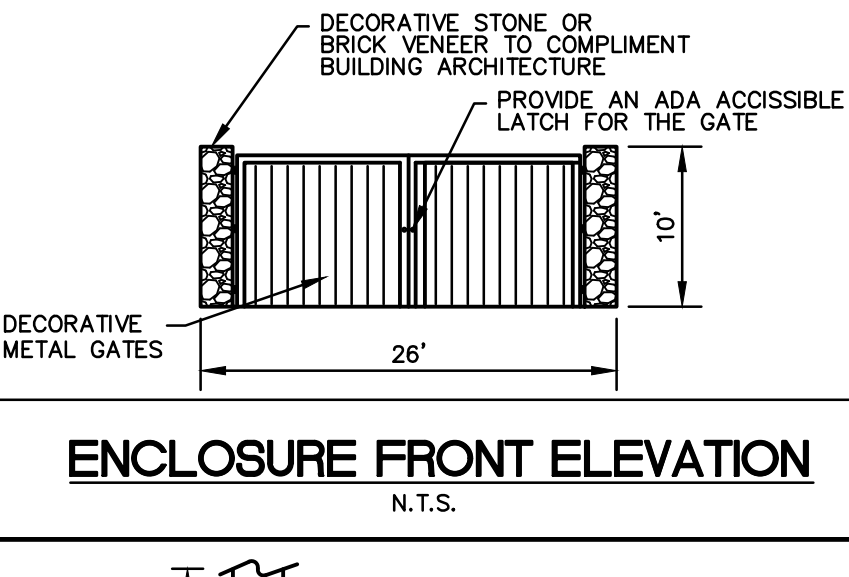 DECORATIVE STONE OR
BRICK VENEER TO COMPLIMENT
BUILDING ARCHITECTURE
PROVIDE AN ADA ACCISSIBLE
LATCH FOR THE GATE
10'
DECORATIVE
METAL GATES
26'
ENCLOSURE FRONT ELEVATION
N.T.S.